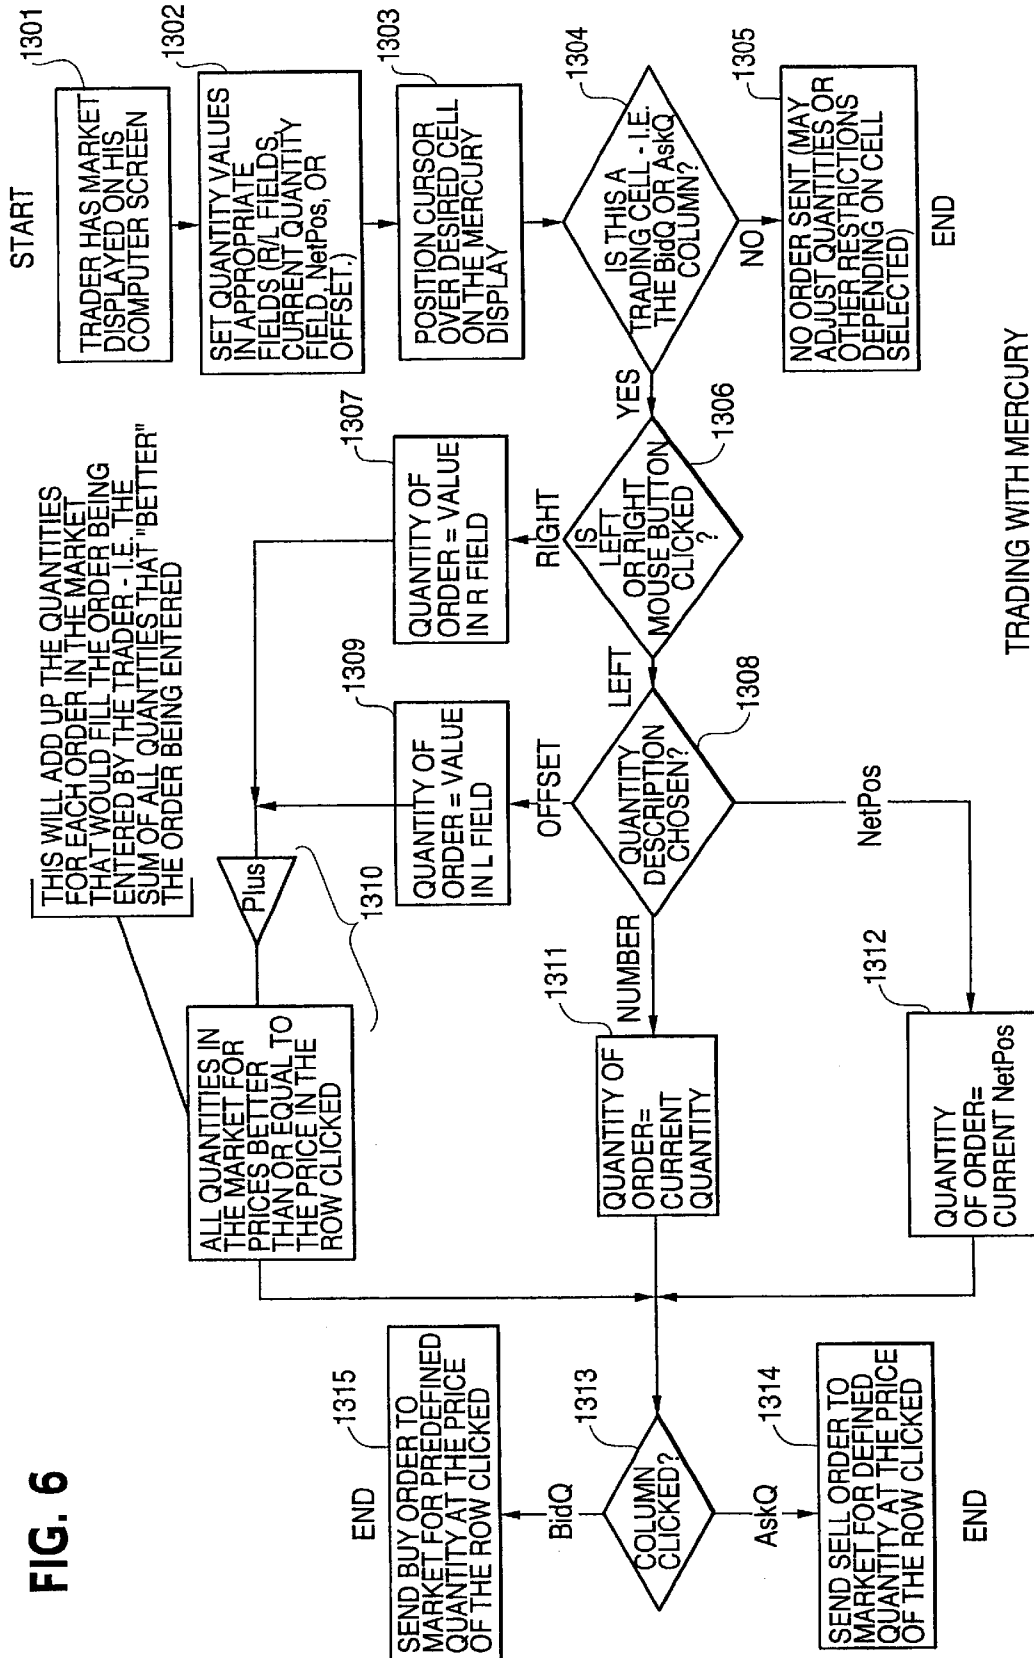 FIG. 6
START
1301
TRADER HAS MARKET
DISPLAYED ON HIS
COMPUTER SCREEN
1302
SET QUANTITY VALUES
IN APPROPRIATE
FIELDS (R/L FIELDS,
CURRENT QUANTITY
FIELD, NetPos, OR
OFFSET.)
1303
POSITION CURSOR
OVER DESIRED CELL
ON THE MERCURY
DISPLAY
1304
IS THIS A
TRADING CELL - I.E.
THE BidQ OR AskQ
COLUMN?
NO
1305
NO ORDER SENT (MAY
ADJUST QUANTITIES OR
OTHER RESTRICTIONS
DEPENDING ON CELL
SELECTED)
END
YES
1306
IS
LEFT
OR RIGHT
MOUSE BUTTON
CLICKED
?
RIGHT
1307
QUANTITY OF
ORDER = VALUE
IN R FIELD
LEFT
1308
QUANTITY
DESCRIPTION
CHOSEN?
OFFSET
1309
QUANTITY OF
ORDER = VALUE
IN L FIELD
Plus
1310
THIS WILL ADD UP THE QUANTITIES
FOR EACH ORDER IN THE MARKET
THAT WOULD FILL THE ORDER BEING
ENTERED BY THE TRADER - I.E. THE
SUM OF ALL QUANTITIES THAT "BETTER"
THE ORDER BEING ENTERED
ALL QUANTITIES IN
THE MARKET FOR
PRICES BETTER
THAN OR EQUAL TO
THE PRICE IN THE
ROW CLICKED
NUMBER
1311
QUANTITY OF
ORDER=
CURRENT
QUANTITY
NetPos
1312
QUANTITY
OF ORDER=
CURRENT NetPos
1313
COLUMN
CLICKED?
BidQ
1315
SEND BUY ORDER TO
MARKET FOR PREDEFINED
QUANTITY AT THE PRICE
OF THE ROW CLICKED
END
AskQ
1314
SEND SELL ORDER TO
MARKET FOR DEFINED
QUANTITY AT THE PRICE
OF THE ROW CLICKED
END
TRADING WITH MERCURY